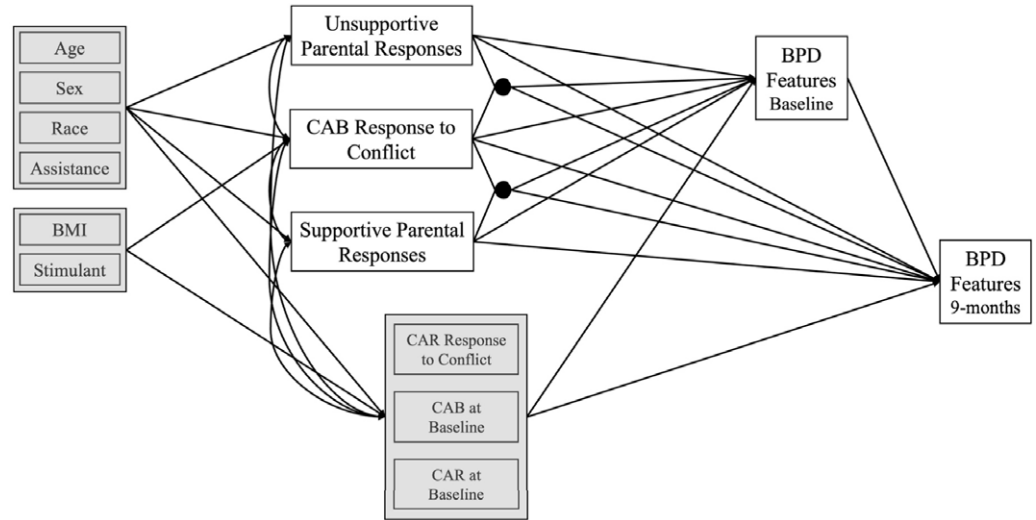 Age
Sex
Race
Assistance
BMI
Stimulant
Unsupportive
Parental Responses
CAB Response to
Conflict
Supportive Parental
Responses
CAR Response
to Conflict
CAB at
Baseline
CAR at
Baseline
BPD
Features
Baseline
BPD
Features
9-months